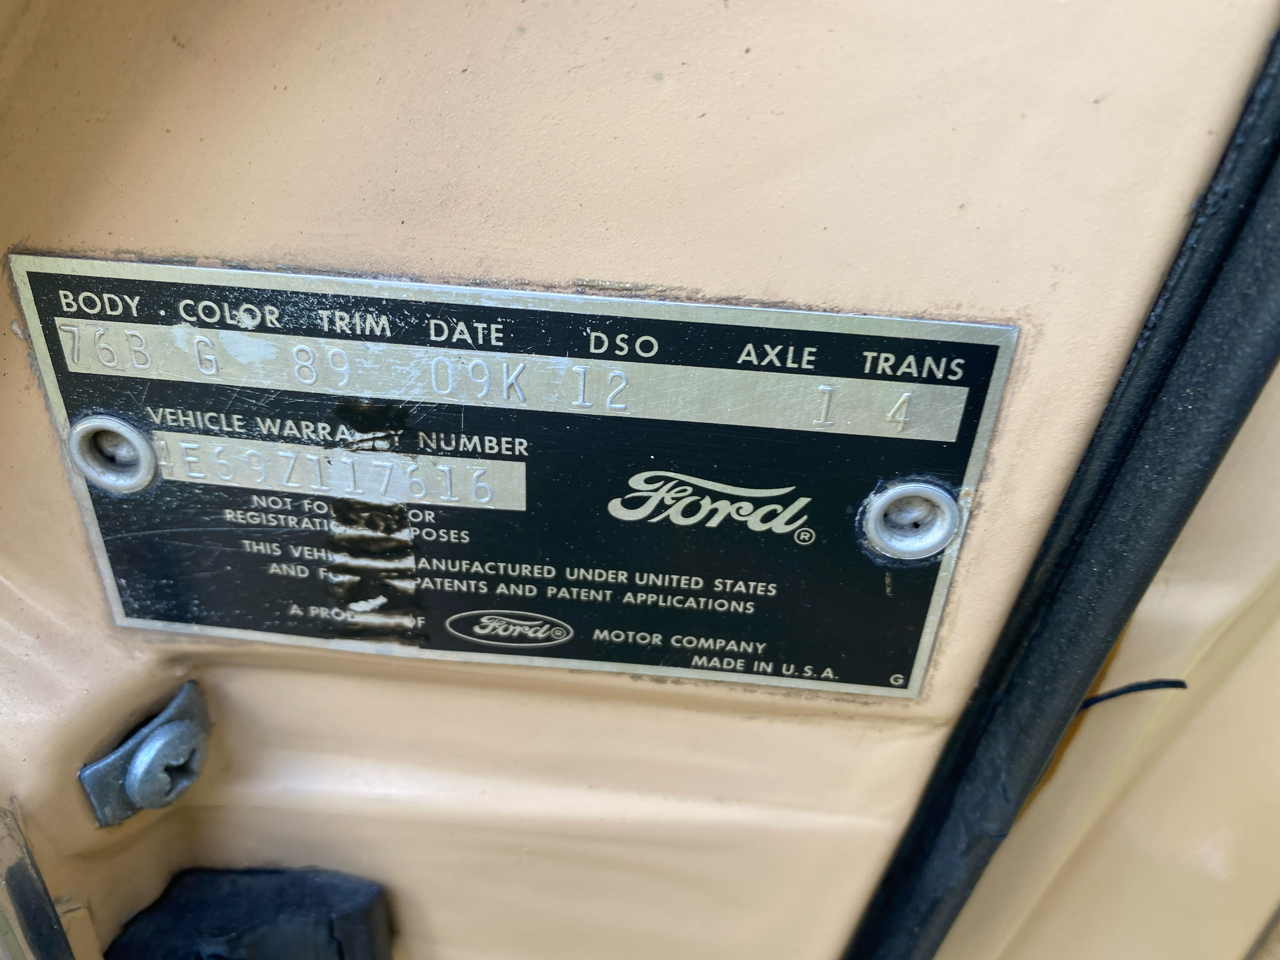 BODY COLOR TRIM DATE DSO AXLE TRANS
76B G 89 09K 12 1 4
VEHICLE WARRANTY NUMBER
4E69Z117616
NOT FO OR
REGISTRATI POSES
THIS VEHI ANUFACTURED UNDER UNITED STATES
AND F PATENTS AND PATENT APPLICATIONS
A PRO OF Ford® MOTOR COMPANY
MADE IN U.S.A. G
Ford®